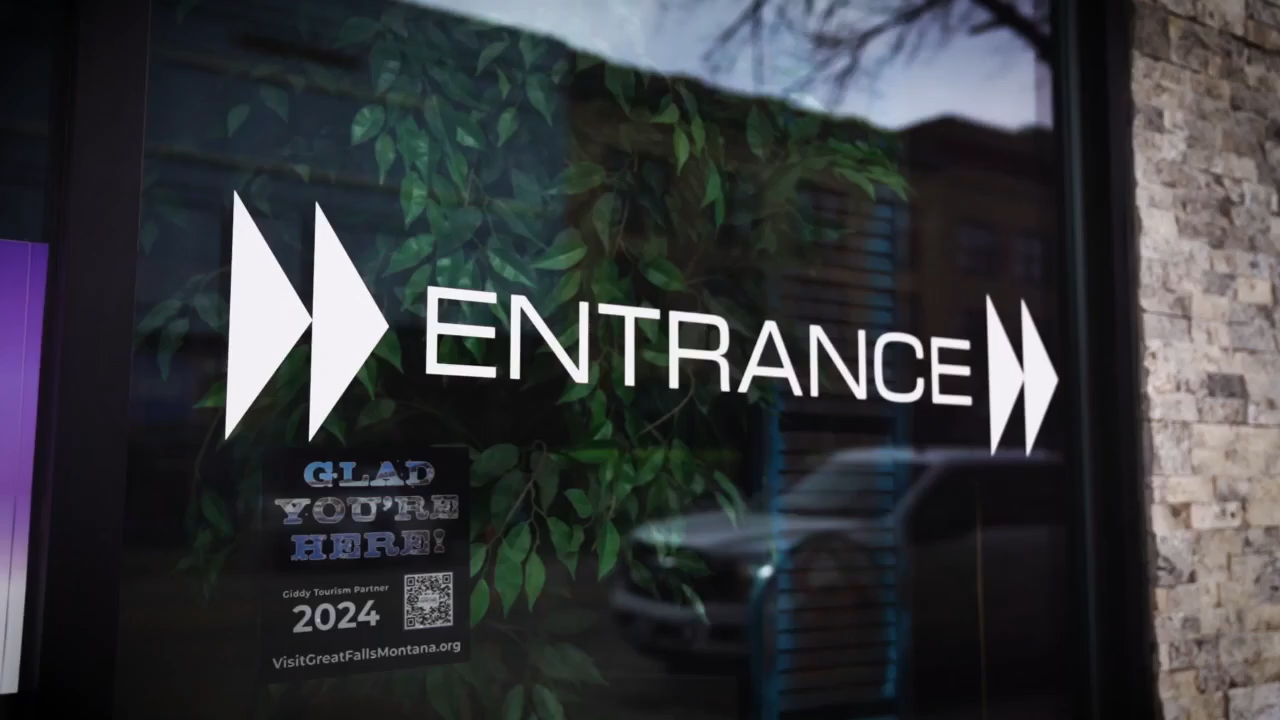 ENTRANCE
GLAD
YOU'RE
HERE!
Giddy Tourism Partner
2024
VisitGreatFallsMontana.org